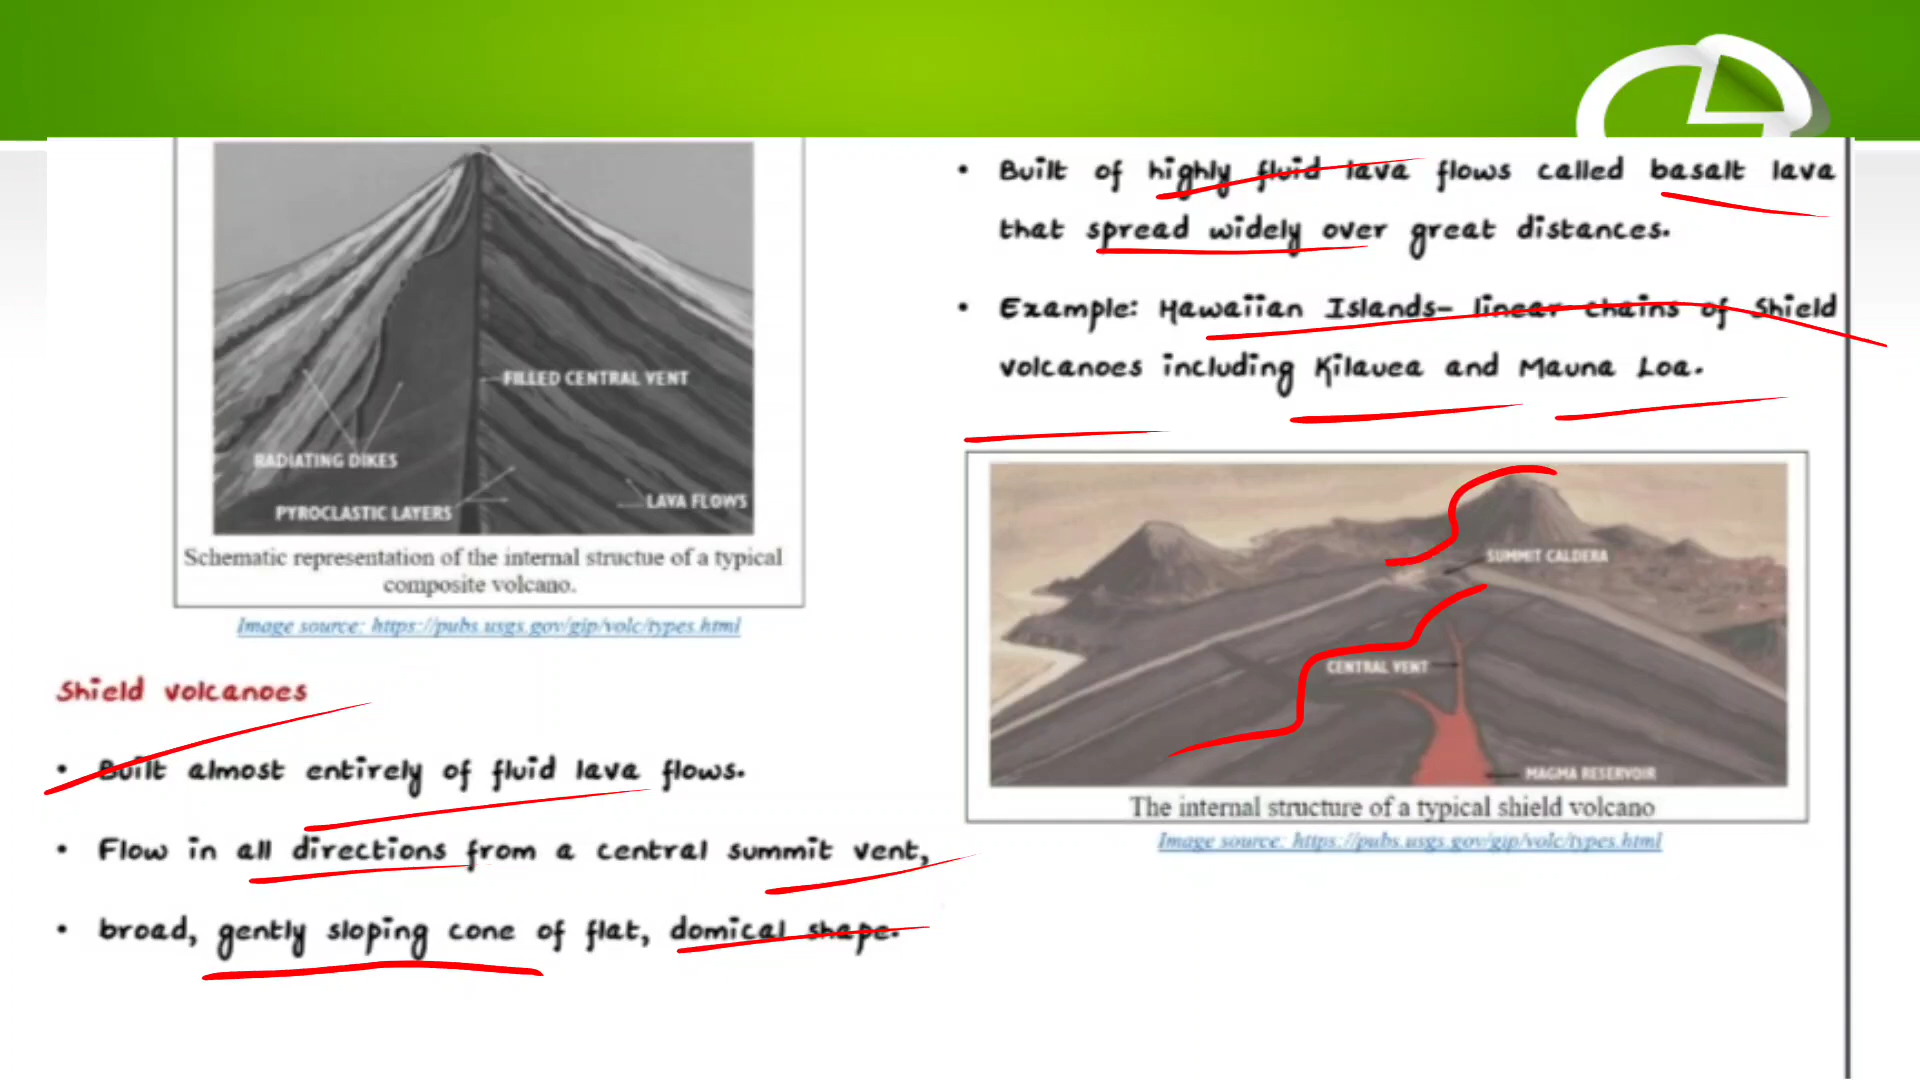 FILLED CENTRAL VENT
RADIATING DIKES
PYROCLASTIC LAYERS
LAVA FLOWS
Schematic representation of the internal structue of a typical
composite volcano.
Image source: https://pubs.usgs.gov/gip/volc/types.html
Shield volcanoes
• Built almost entirely of fluid lava flows.
• Flow in all directions from a central summit vent,
• broad, gently sloping cone of flat, domical shape.
• Built of highly fluid lava flows called basalt lava
that spread widely over great distances.
• Example: Hawaiian Islands- linear chains of Shield
volcanoes including Kilauea and Mauna Loa.
SUMMIT CALDERA
CENTRAL VENT
MAGMA RESERVOIR
The internal structure of a typical shield volcano
Image source: https://pubs.usgs.gov/gip/volc/types.html